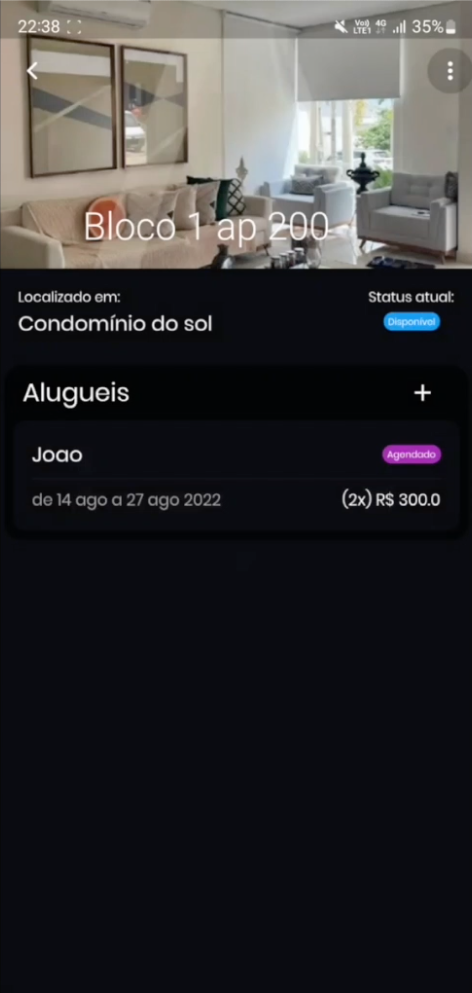 22:38 Vo)) 4G 35%
LTE1
Bloco 1 ap 200
Localizado em: Status atual:
Condomínio do sol Disponível
Alugueis +
Joao Agendado
de 14 ago a 27 ago 2022 (2x) R$ 300.0